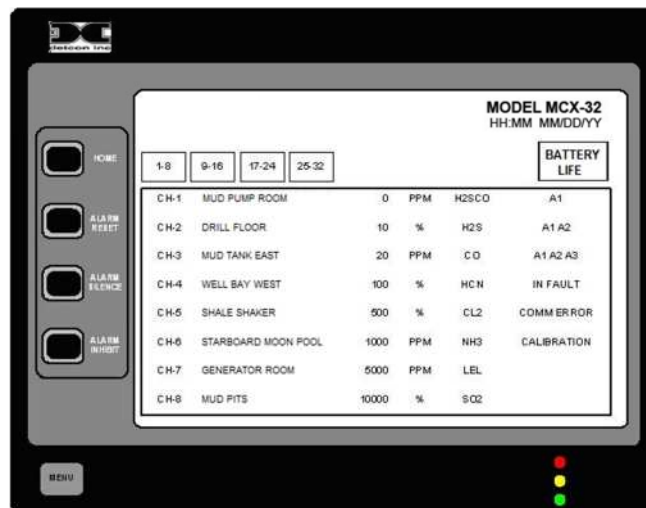 detcon inc
MODEL MCX-32
HH:MM MM/DD/YY
HOME
1-8 9-16 17-24 25-32
BATTERY
LIFE
CH-1 MUD PUMP ROOM 0 PPM H2SCO A1
ALARM
RESET
CH-2 DRILL FLOOR 10 % H2S A1 A2
CH-3 MUD TANK EAST 20 PPM CO A1 A2 A3
ALARM
SILENCE
CH-4 WELL BAY WEST 100 % HCN IN FAULT
CH-5 SHALE SHAKER 500 % CL2 COMM ERROR
ALARM
INHIBIT
CH-6 STARBOARD MOON POOL 1000 PPM NH3 CALIBRATION
CH-7 GENERATOR ROOM 5000 PPM LEL
CH-8 MUD PITS 10000 % SO2
MENU